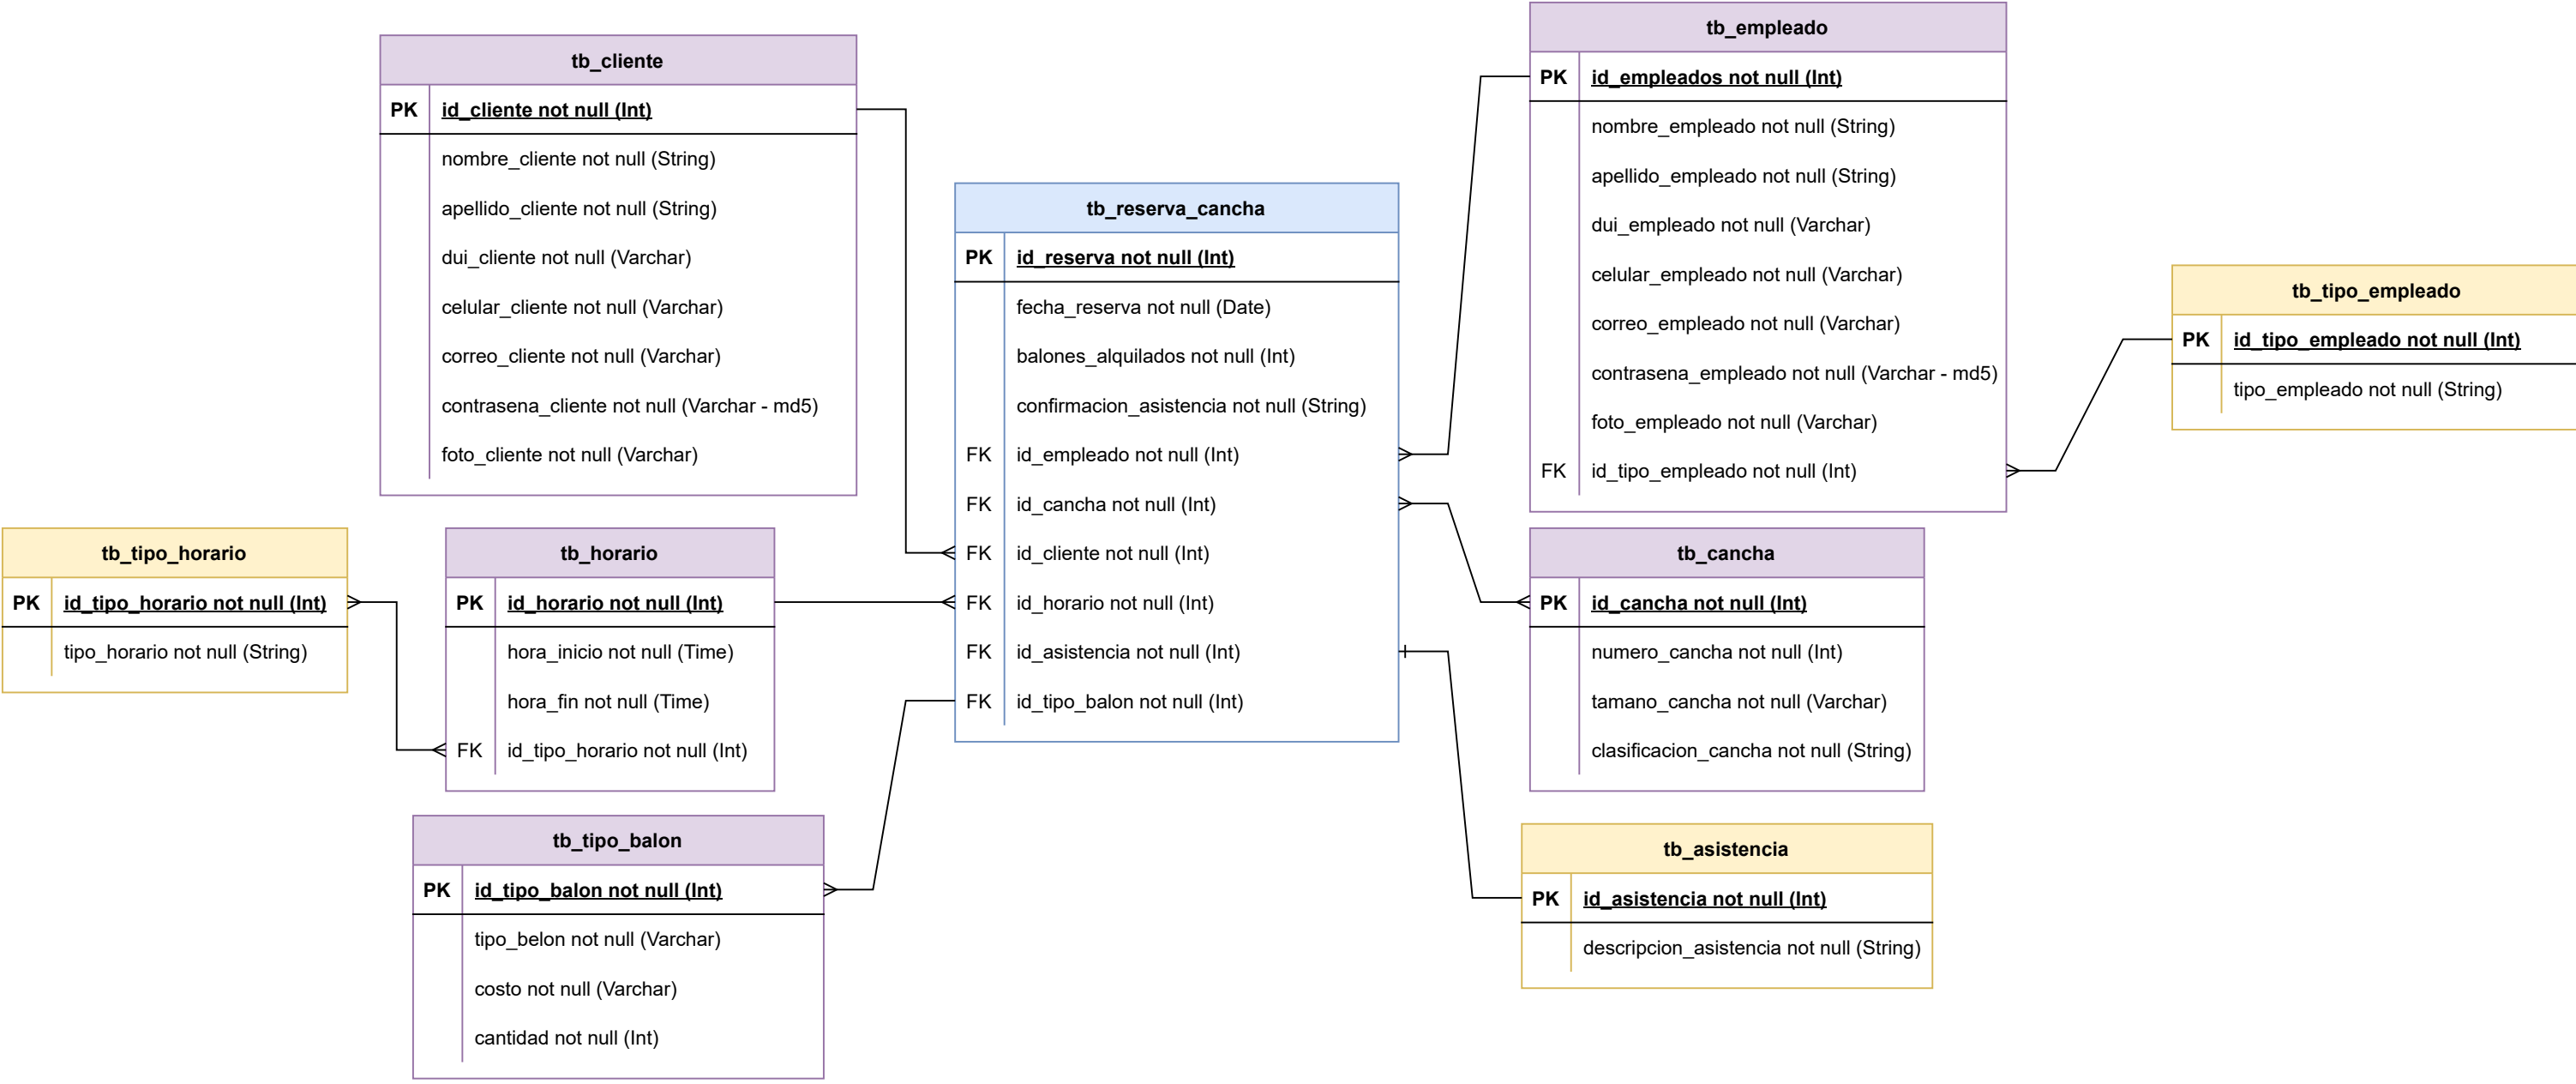 tb_cliente
PK id_cliente not null (Int)
nombre_cliente not null (String)
apellido_cliente not null (String)
dui_cliente not null (Varchar)
celular_cliente not null (Varchar)
correo_cliente not null (Varchar)
contrasena_cliente not null (Varchar - md5)
foto_cliente not null (Varchar)
tb_tipo_horario
PK id_tipo_horario not null (Int)
tipo_horario not null (String)
tb_horario
PK id_horario not null (Int)
hora_inicio not null (Time)
hora_fin not null (Time)
FK id_tipo_horario not null (Int)
tb_tipo_balon
PK id_tipo_balon not null (Int)
tipo_belon not null (Varchar)
costo not null (Varchar)
cantidad not null (Int)
tb_reserva_cancha
PK id_reserva not null (Int)
fecha_reserva not null (Date)
balones_alquilados not null (Int)
confirmacion_asistencia not null (String)
FK id_empleado not null (Int)
FK id_cancha not null (Int)
FK id_cliente not null (Int)
FK id_horario not null (Int)
FK id_asistencia not null (Int)
FK id_tipo_balon not null (Int)
tb_empleado
PK id_empleados not null (Int)
nombre_empleado not null (String)
apellido_empleado not null (String)
dui_empleado not null (Varchar)
celular_empleado not null (Varchar)
correo_empleado not null (Varchar)
contrasena_empleado not null (Varchar - md5)
foto_empleado not null (Varchar)
FK id_tipo_empleado not null (Int)
tb_tipo_empleado
PK id_tipo_empleado not null (Int)
tipo_empleado not null (String)
tb_cancha
PK id_cancha not null (Int)
numero_cancha not null (Int)
tamano_cancha not null (Varchar)
clasificacion_cancha not null (String)
tb_asistencia
PK id_asistencia not null (Int)
descripcion_asistencia not null (String)